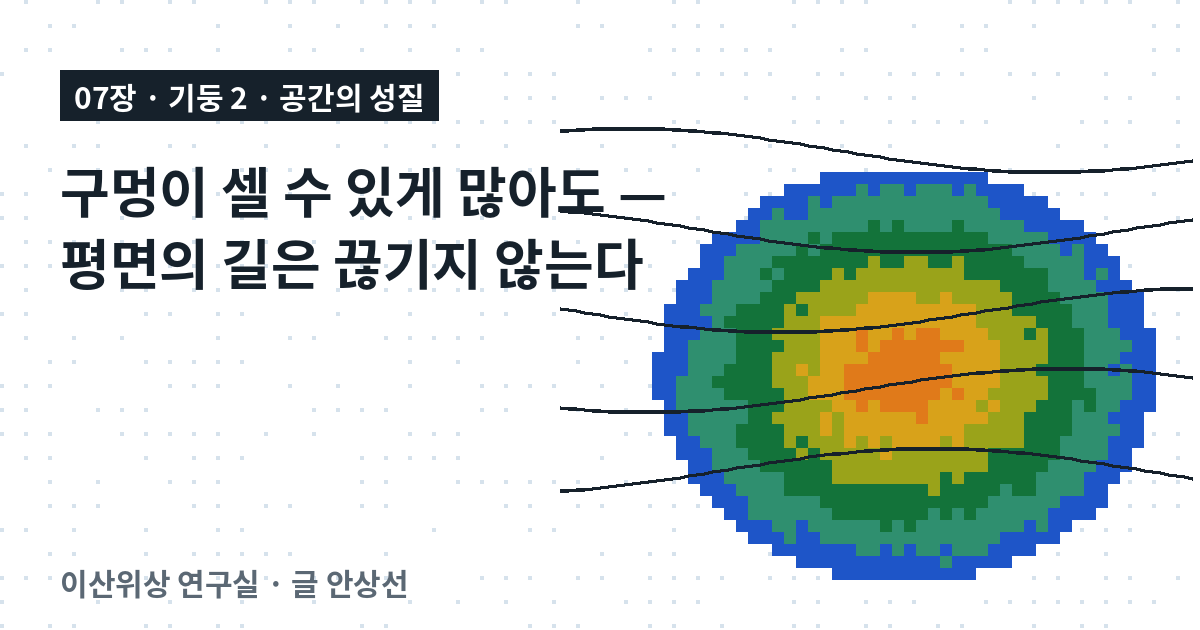 07장 · 기둥 2 · 공간의 성질
구멍이 셀 수 있게 많아도 —
평면의 길은 끊기지 않는다
이산위상 연구실 · 글 안상선